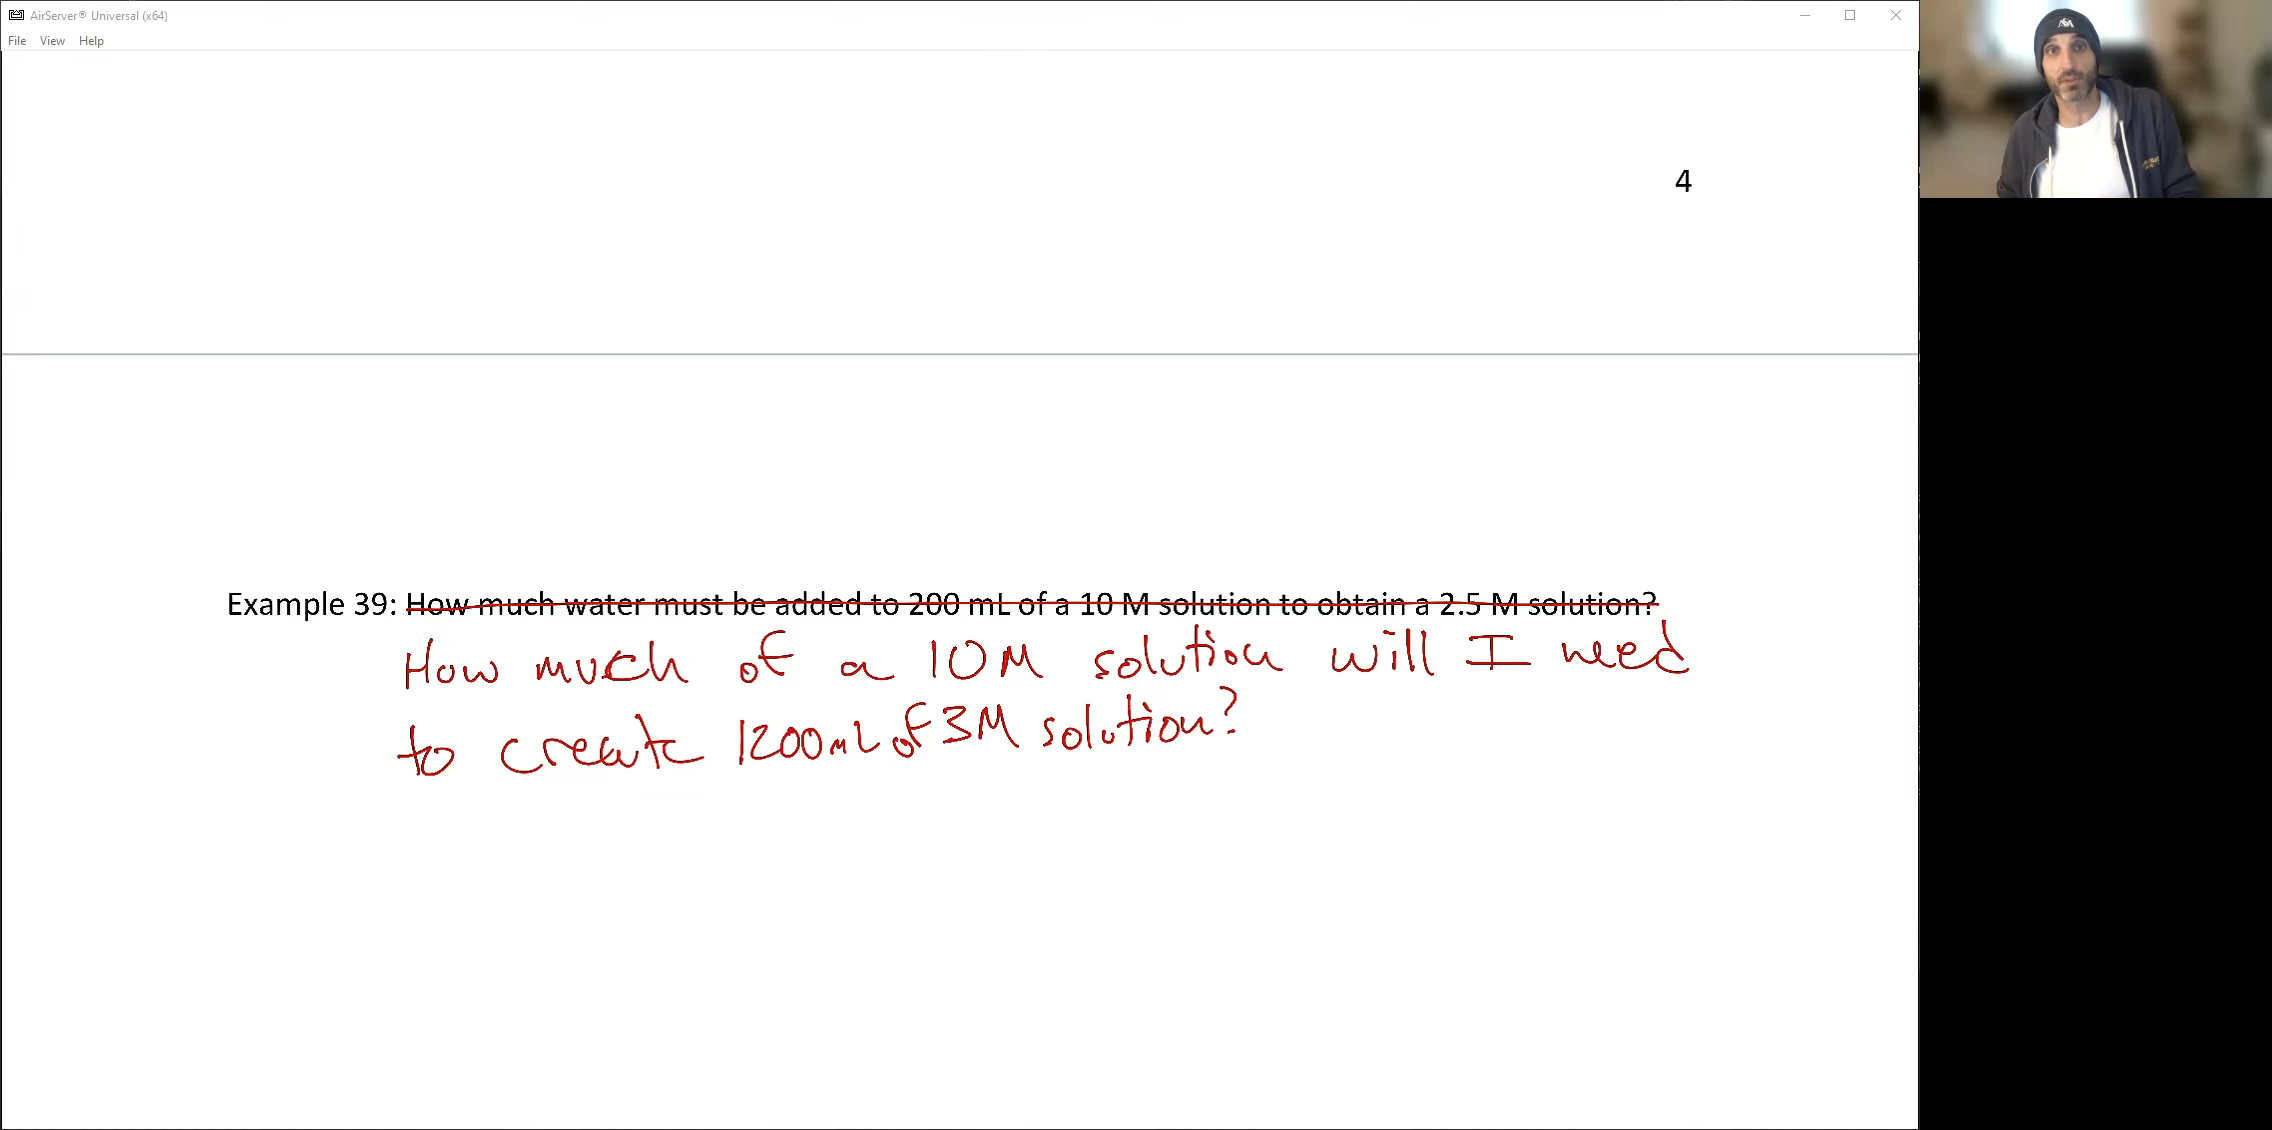 AirServer® Universal (x64)
File View Help
4
Example 39: How much water must be added to 200 mL of a 10 M solution to obtain a 2.5 M solution?
How much of a 10M solution will I need
to create 1200mL of 3M solution?